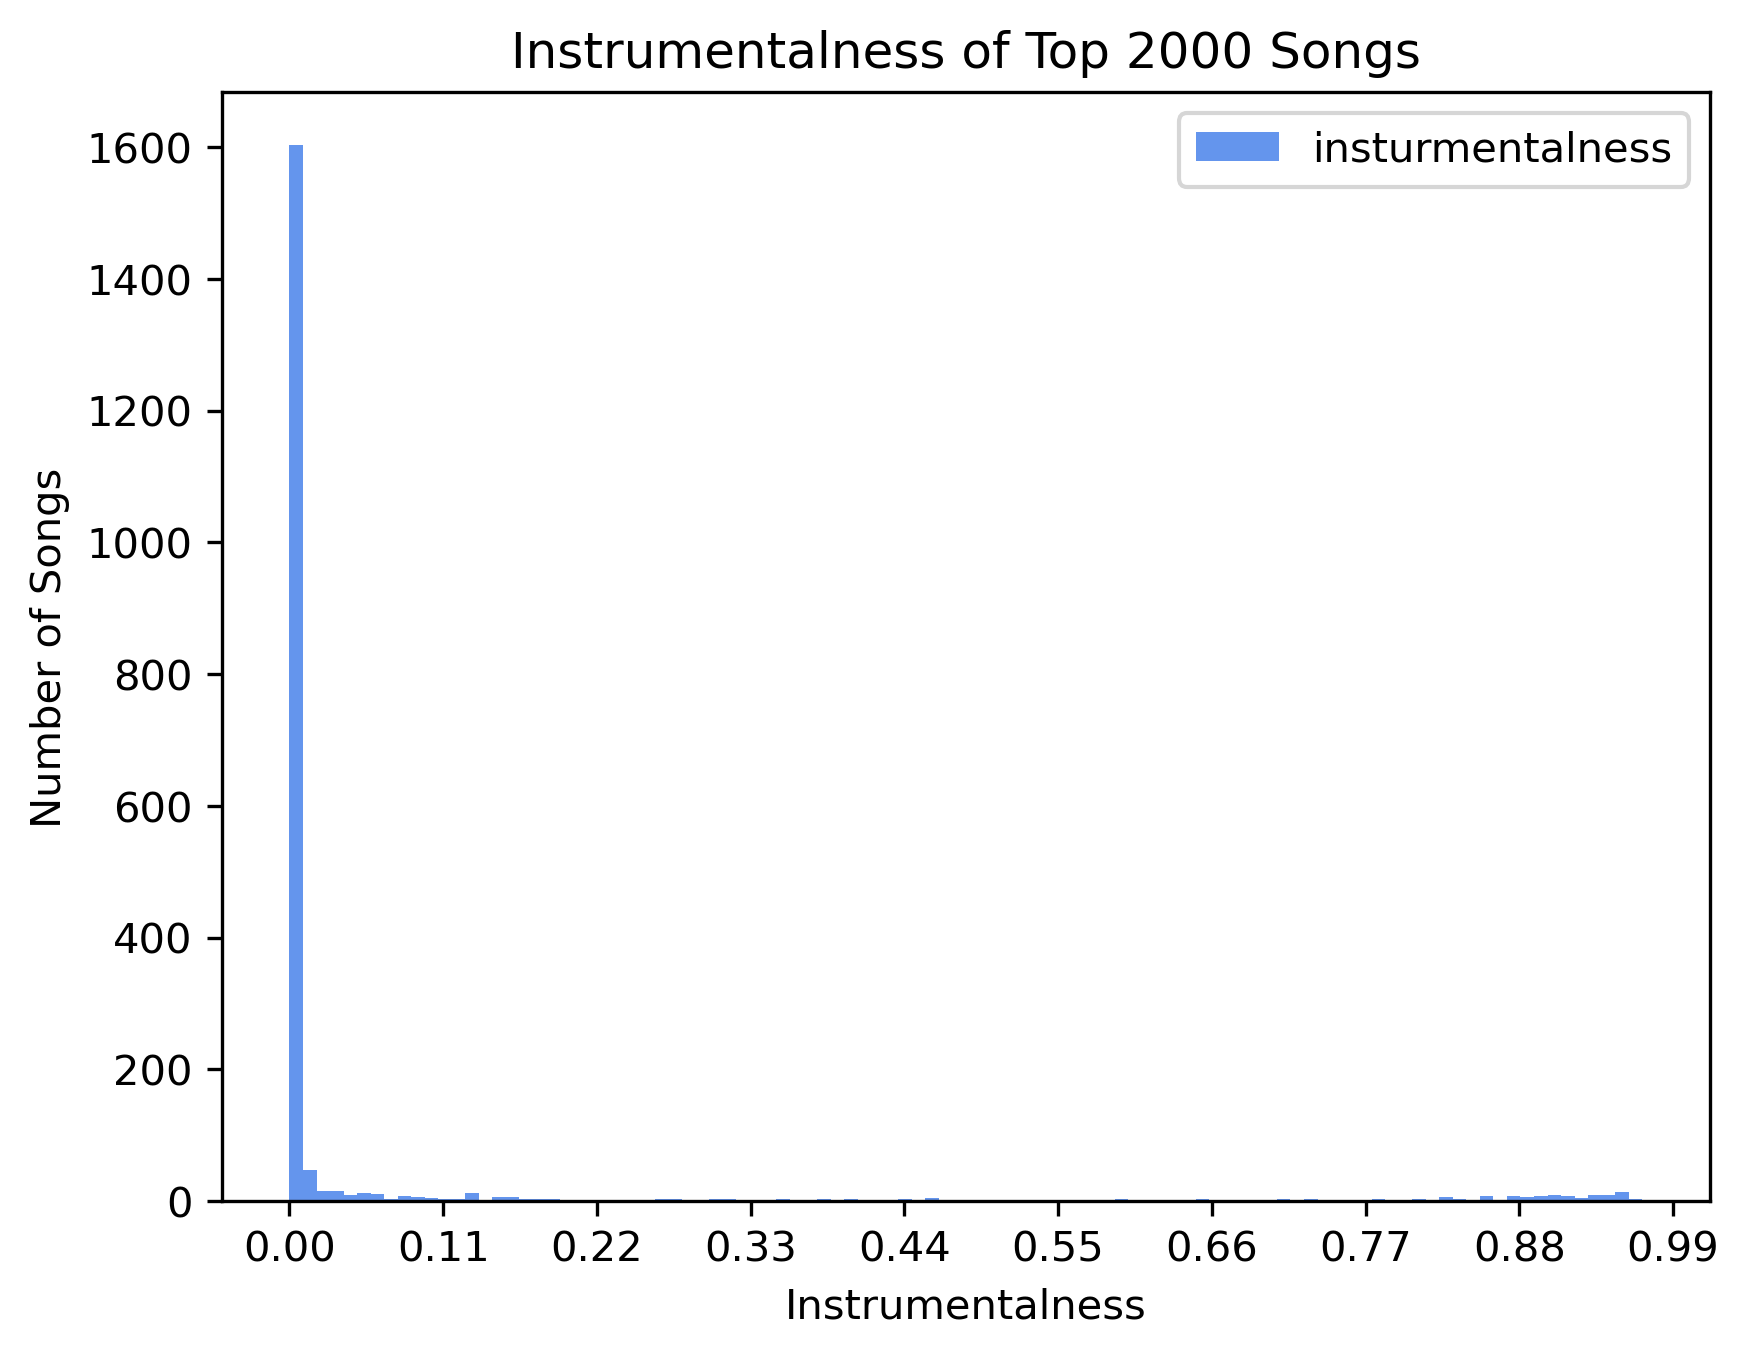 Instrumentalness of Top 2000 Songs
insturmentalness
1600
1400
1200
1000
800
600
400
200
0
Number of Songs
0.00 0.11 0.22 0.33 0.44 0.55 0.66 0.77 0.88 0.99
Instrumentalness